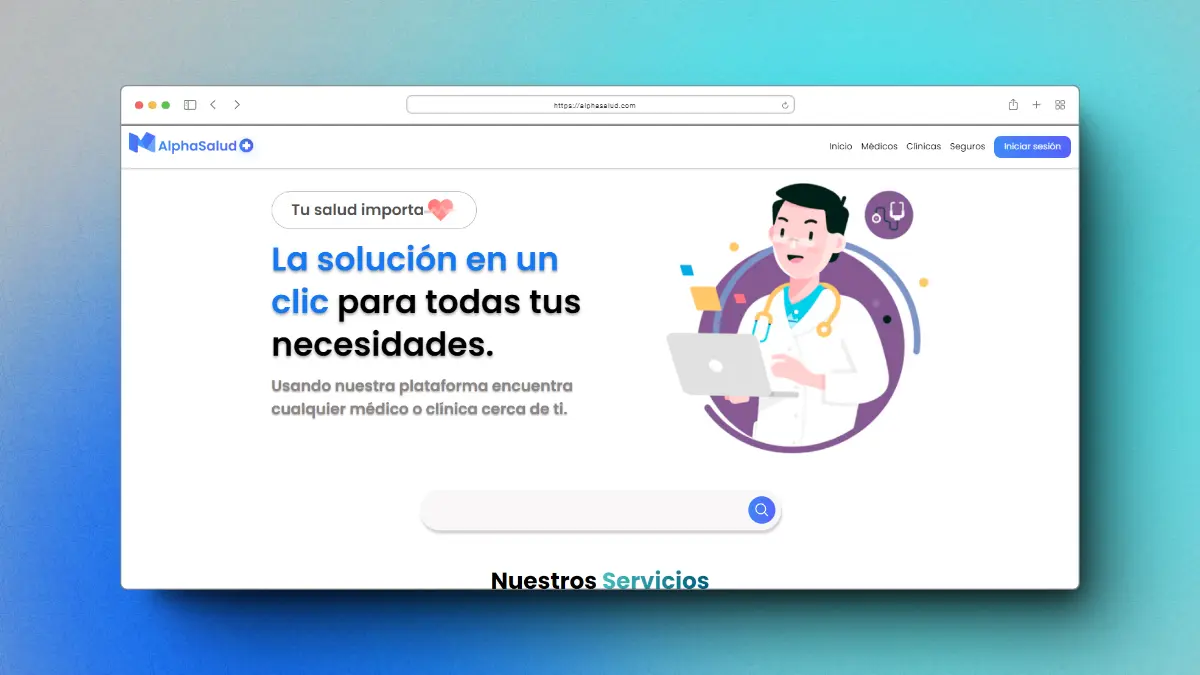 https://alphasalud.com
AlphaSalud
Inicio Médicos Clínicas Seguros Iniciar sesión
Tu salud importa
La solución en un
clic para todas tus
necesidades.
Usando nuestra plataforma encuentra
cualquier médico o clínica cerca de ti.
Nuestros Servicios